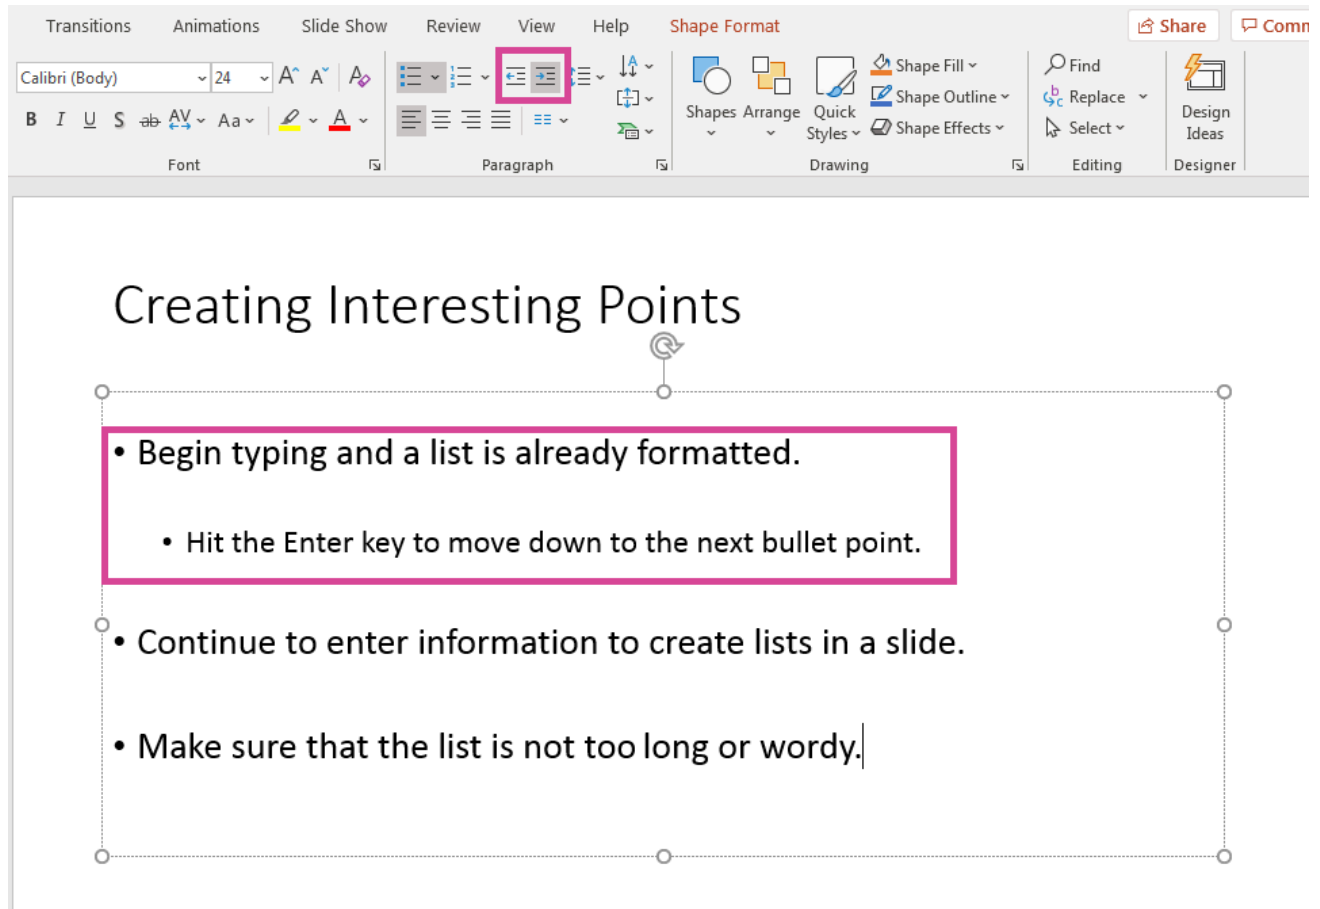 Transitions Animations Slide Show Review View Help Shape Format Share Comm
Calibri (Body) 24 A A A Shape Fill Find
Shape Outline Replace
B I U S ab AV Aa A Shapes Arrange Quick Styles Shape Effects Select Design Ideas
Font Paragraph Drawing Editing Designer
Creating Interesting Points
• Begin typing and a list is already formatted.
• Hit the Enter key to move down to the next bullet point.
• Continue to enter information to create lists in a slide.
• Make sure that the list is not too long or wordy.